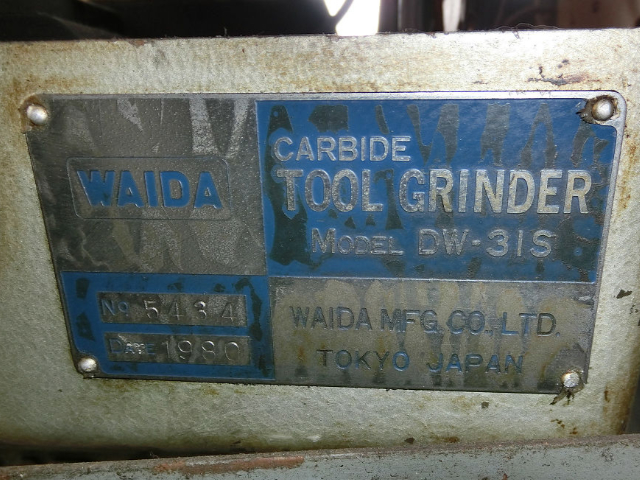 WAIDA
CARBIDE
TOOL GRINDER
MODEL DW-31S
No. 5434
DATE 1980
WAIDA MFG. CO., LTD.
TOKYO JAPAN